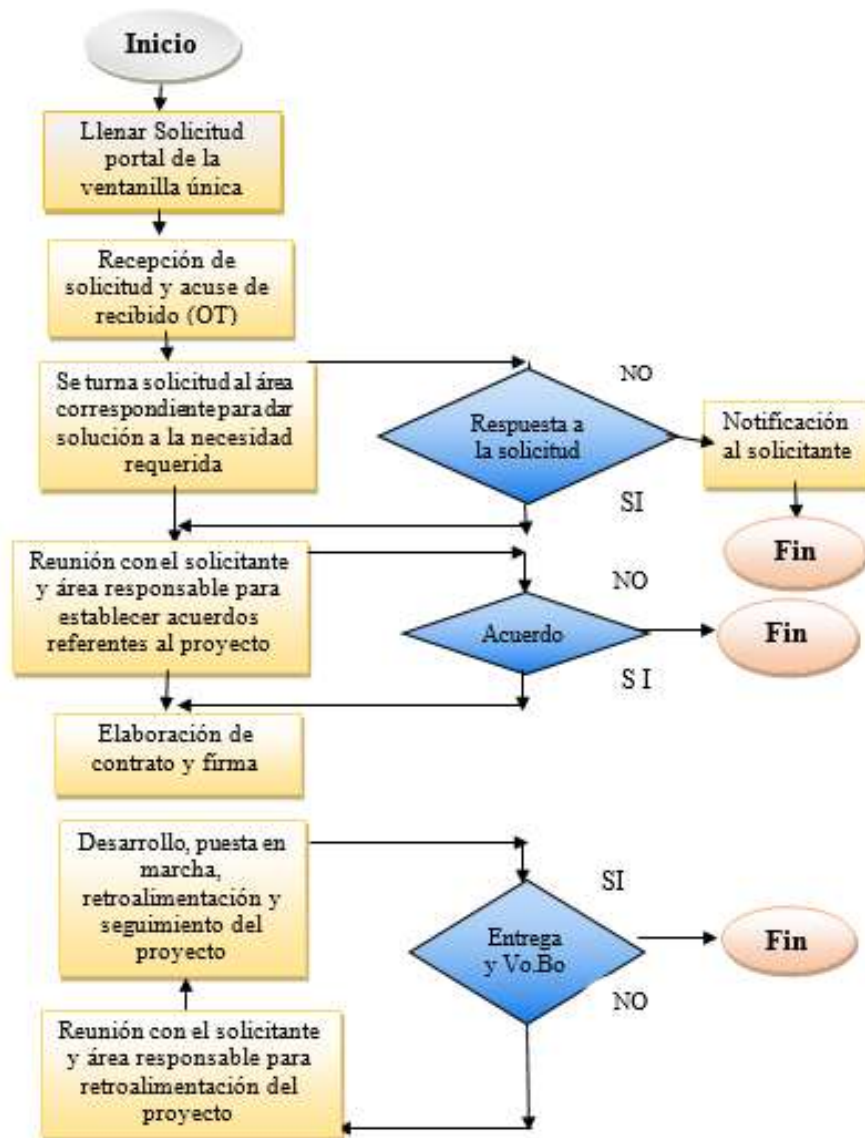 Inicio
Llenar Solicitud
portal de la
ventanilla única
Recepción de
solicitud y acuse de
recibido (OT)
Se turna solicitud al área
correspondiente para dar
solución a la necesidad
requerida
Respuesta a
la solicitud
NO
Notificación
al solicitante
SI
Fin
Reunión con el solicitante
y área responsable para
establecer acuerdos
referentes al proyecto
Acuerdo
NO
Fin
S I
Elaboración de
contrato y firma
Desarrollo, puesta en
marcha,
retroalimentación y
seguimiento del
proyecto
Entrega
y Vo.Bo
SI
Fin
NO
Reunión con el solicitante
y área responsable para
retroalimentación del
proyecto